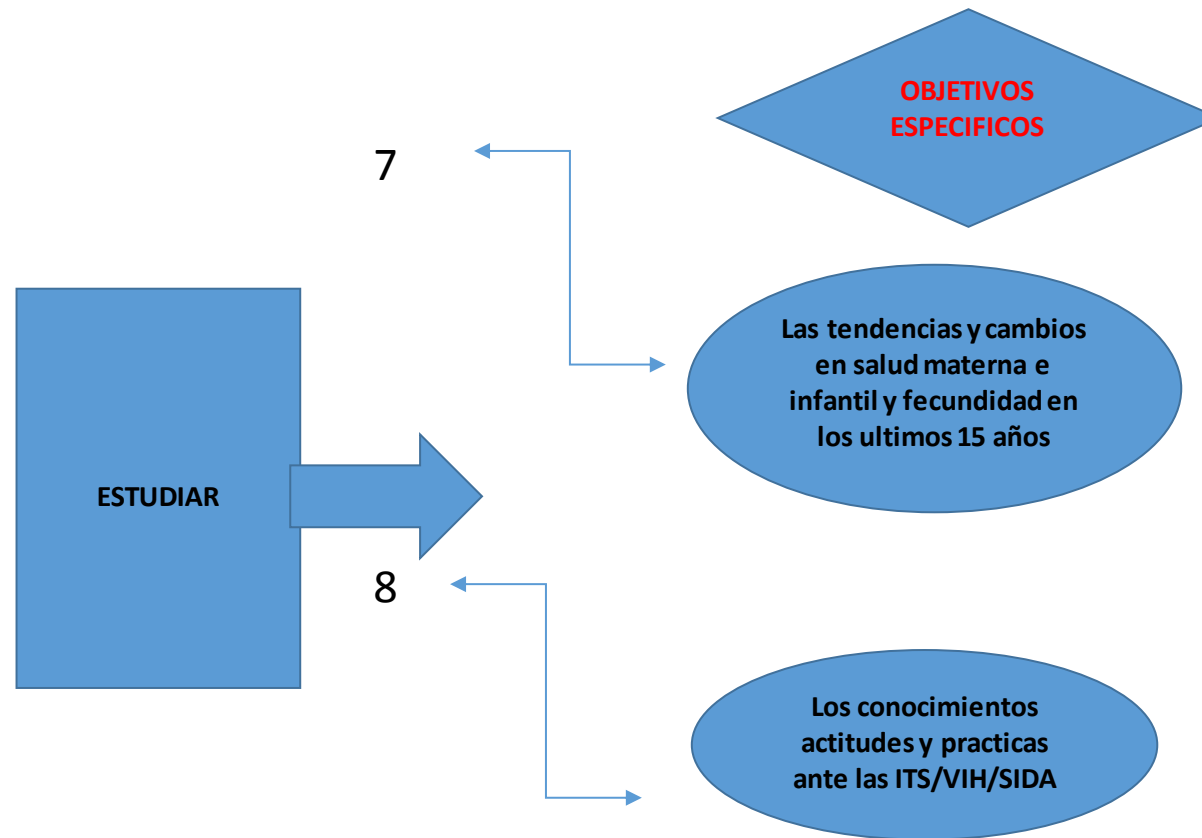 OBJETIVOS
ESPECIFICOS
7
Las tendencias y cambios
en salud materna e
infantil y fecundidad en
los ultimos 15 años
ESTUDIAR
8
Los conocimientos
actitudes y practicas
ante las ITS/VIH/SIDA